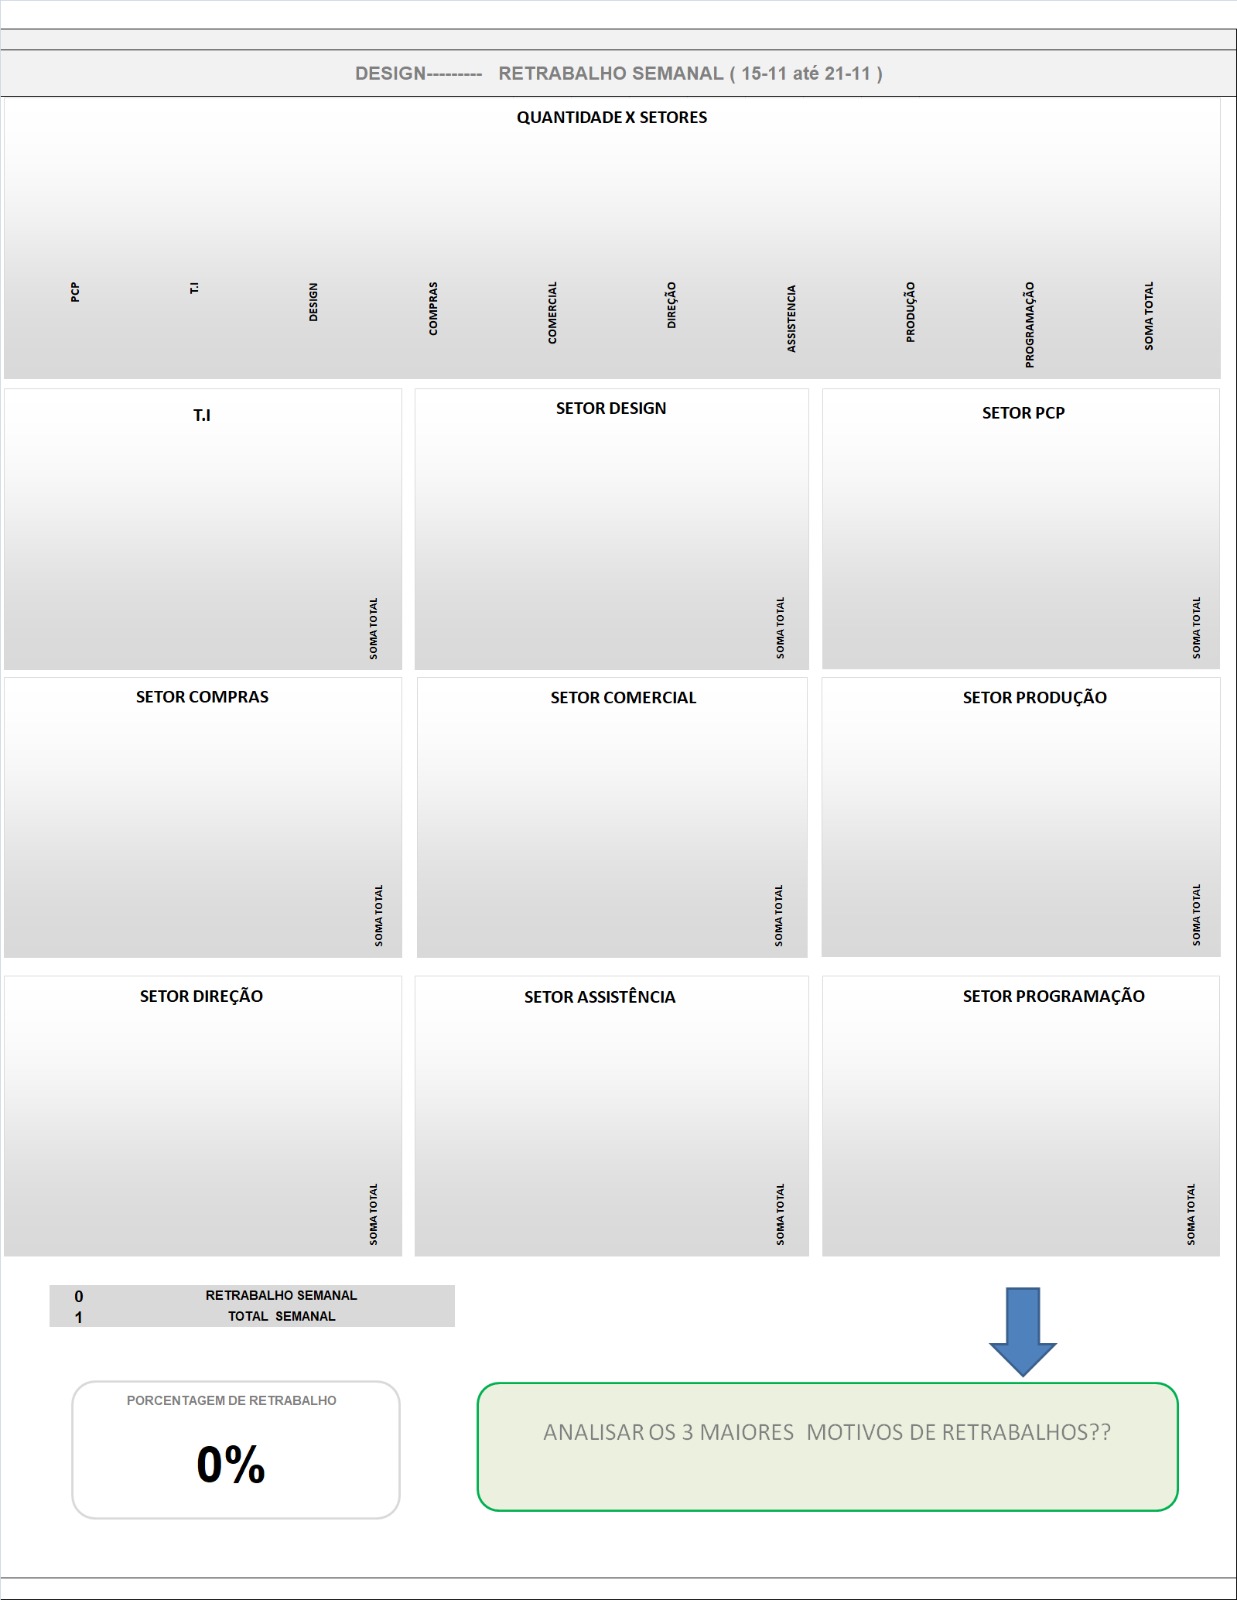 DESIGN--------- RETRABALHO SEMANAL ( 15-11 até 21-11 )
QUANTIDADE X SETORES
PCP
T.I
DESIGN
COMPRAS
COMERCIAL
DIREÇÃO
ASSISTENCIA
PRODUÇÃO
PROGRAMAÇÃO
SOMA TOTAL
T.I
SOMA TOTAL
SETOR DESIGN
SOMA TOTAL
SETOR PCP
SOMA TOTAL
SETOR COMPRAS
SOMA TOTAL
SETOR COMERCIAL
SOMA TOTAL
SETOR PRODUÇÃO
SOMA TOTAL
SETOR DIREÇÃO
SOMA TOTAL
SETOR ASSISTÊNCIA
SOMA TOTAL
SETOR PROGRAMAÇÃO
SOMA TOTAL
0 RETRABALHO SEMANAL
1 TOTAL SEMANAL
PORCENTAGEM DE RETRABALHO
0%
ANALISAR OS 3 MAIORES MOTIVOS DE RETRABALHOS??